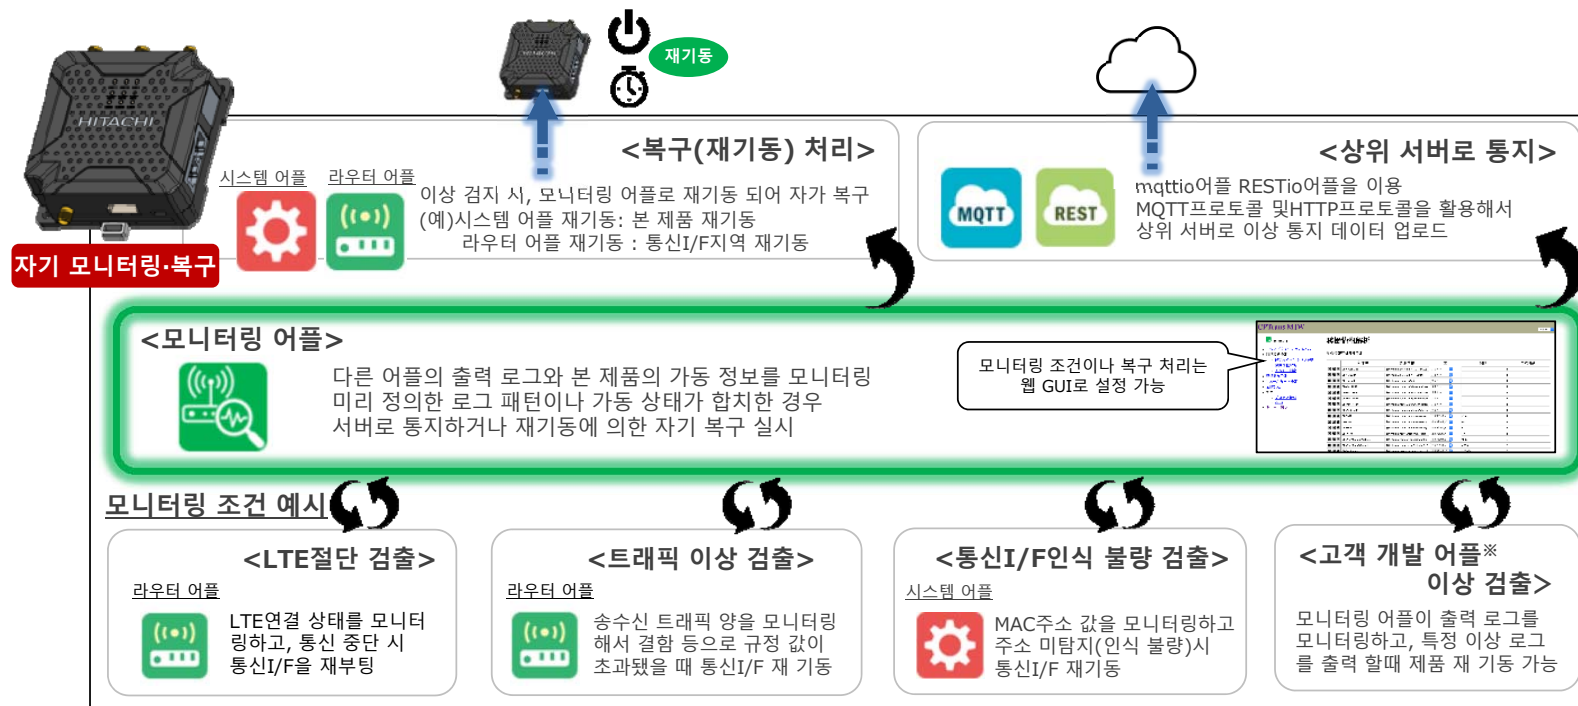 HITACHI
재기동
자기 모니터링·복구
<복구(재기동) 처리>
시스템 어플
라우터 어플
이상 검지 시, 모니터링 어플로 재기동 되어 자가 복구
(예)시스템 어플 재기동: 본 제품 재기동
라우터 어플 재기동 : 통신I/F지역 재기동
<상위 서버로 통지>
MQTT
REST
mqttio어플 RESTio어플을 이용
MQTT프로토콜 및HTTP프로토콜을 활용해서
상위 서버로 이상 통지 데이터 업로드
<모니터링 어플>
다른 어플의 출력 로그와 본 제품의 가동 정보를 모니터링
미리 정의한 로그 패턴이나 가동 상태가 합치한 경우
서버로 통지하거나 재기동에 의한 자기 복구 실시
모니터링 조건이나 복구 처리는
웹 GUI로 설정 가능
모니터링 조건 예시
<LTE절단 검출>
라우터 어플
LTE연결 상태를 모니터
링하고, 통신 중단 시
통신I/F을 재부팅
<트래픽 이상 검출>
라우터 어플
송수신 트래픽 양을 모니터링
해서 결함 등으로 규정 값이
초과됐을 때 통신I/F 재 기동
<통신I/F인식 불량 검출>
시스템 어플
MAC주소 값을 모니터링하고
주소 미탐지(인식 불량)시
통신I/F 재기동
<고객 개발 어플※
이상 검출>
모니터링 어플이 출력 로그를
모니터링하고, 특정 이상 로그
를 출력 할때 제품 재 기동 가능